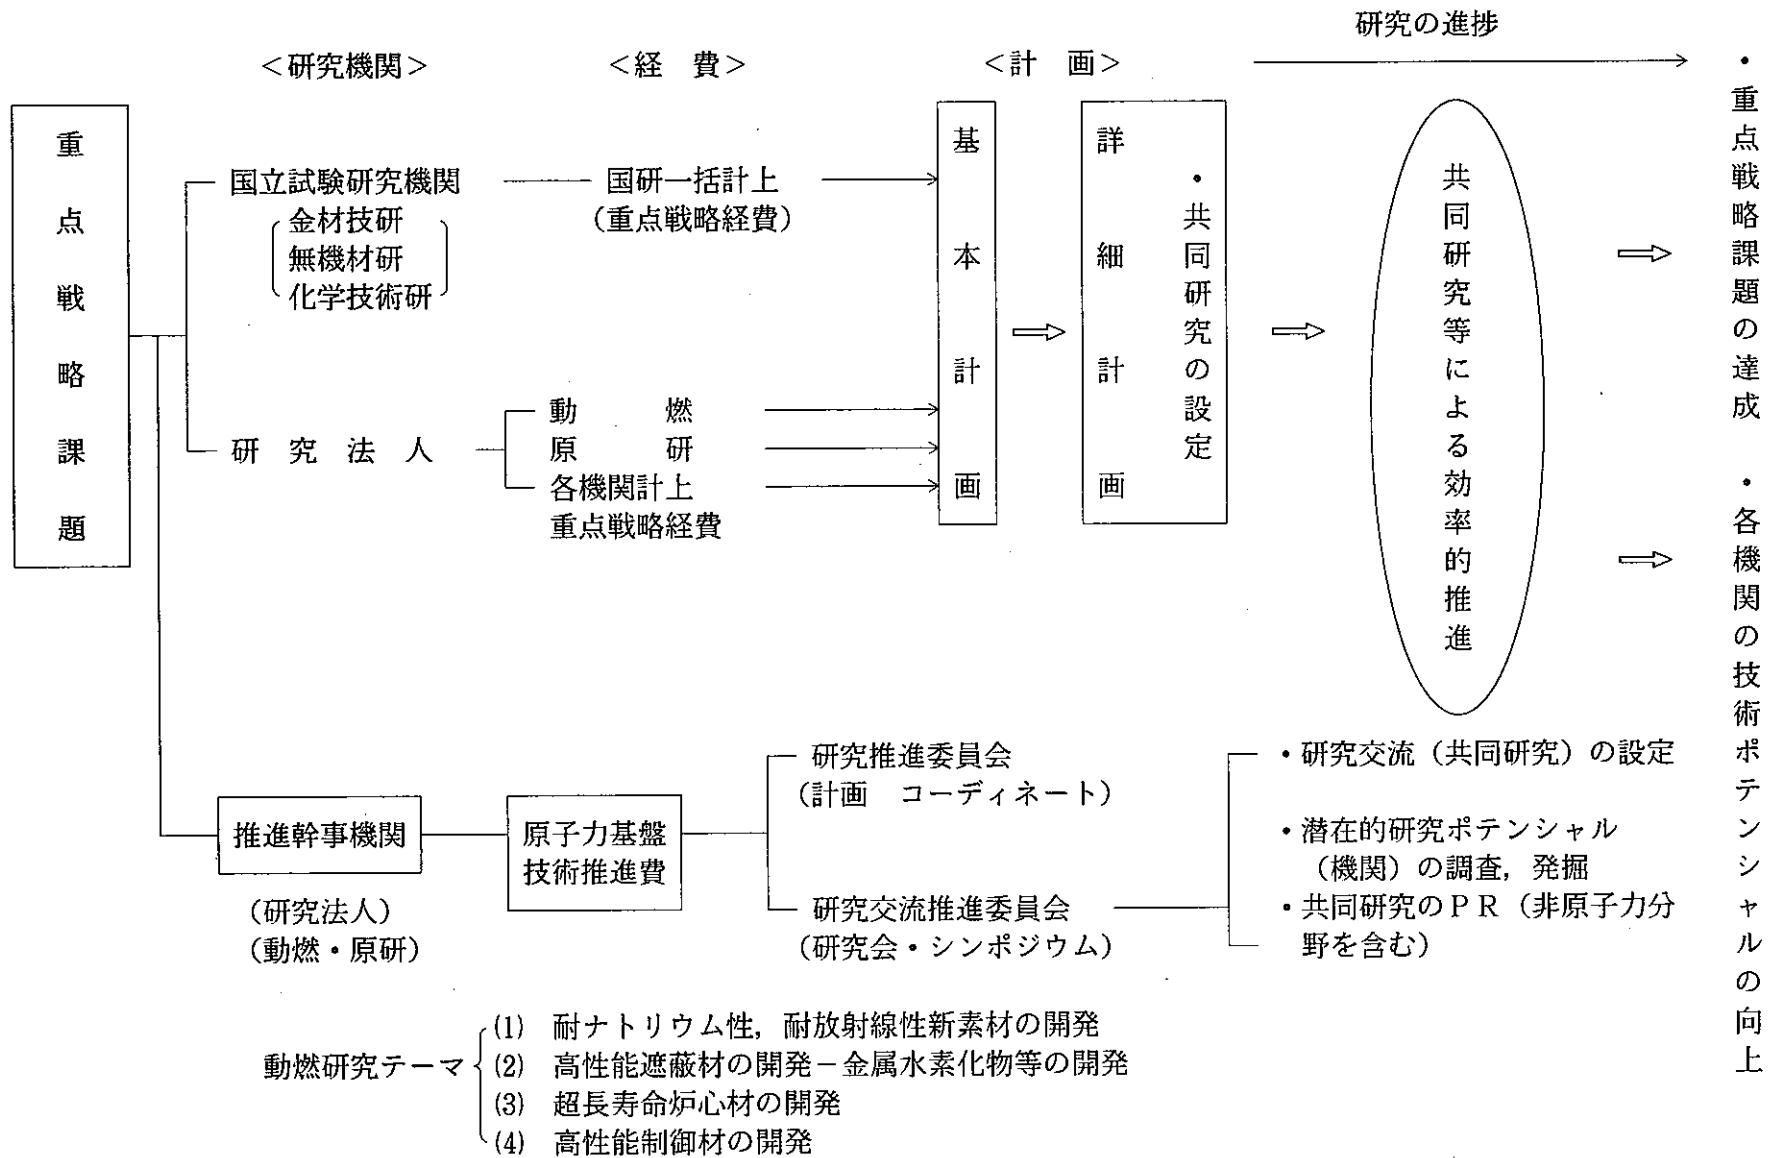 研究の進捗
<研究機関>
<経　費>
<計　画>
重点戦略課題
国立試験研究機関
金材技研
無機材研
化学技術研
国研一括計上
(重点戦略経費)
研　究　法　人
動　　　燃
原　　　研
各機関計上
重点戦略経費
基本計画
詳細計画
・共同研究の設定
共同研究等による効率的推進
・重点戦略課題の達成
・各機関の技術ポテンシャルの向上
推進幹事機関
(研究法人)
(動燃・原研)
原子力基盤
技術推進費
研究推進委員会
(計画　コーディネート)
研究交流推進委員会
(研究会・シンポジウム)
・研究交流（共同研究）の設定
・潜在的研究ポテンシャル
（機関）の調査，発掘
・共同研究のＰＲ（非原子力分
野を含む）
動燃研究テーマ
(1)　耐ナトリウム性，耐放射線性新素材の開発
(2)　高性能遮蔽材の開発－金属水素化物等の開発
(3)　超長寿命炉心材の開発
(4)　高性能制御材の開発